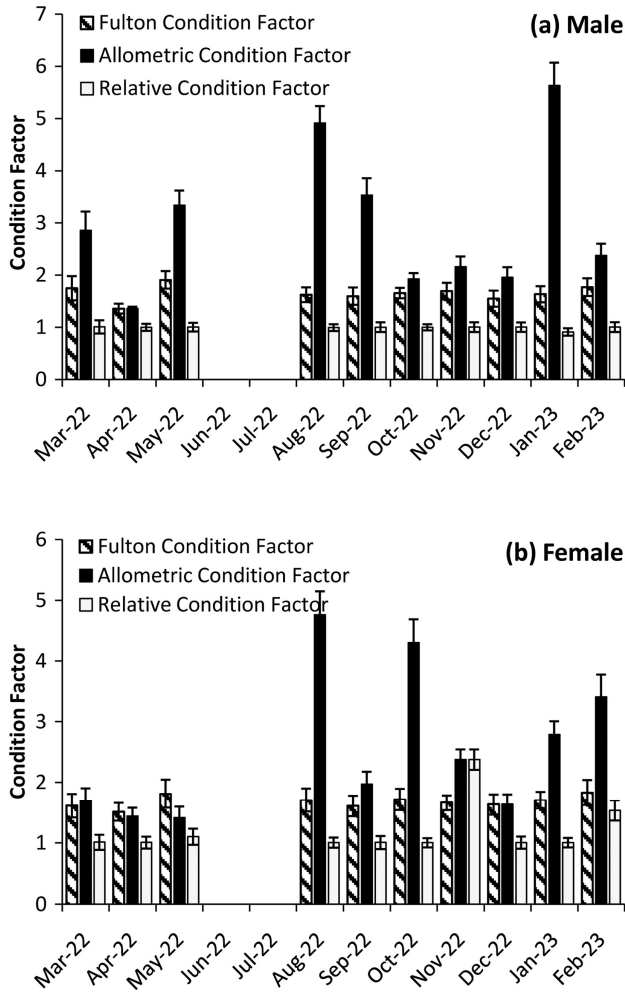 (a) Male
Fulton Condition Factor
Allometric Condition Factor
Relative Condition Factor
Condition Factor
7
6
5
4
3
2
1
0
Mar-22
Apr-22
May-22
Jun-22
Jul-22
Aug-22
Sep-22
Oct-22
Nov-22
Dec-22
Jan-23
Feb-23
(b) Female
Fulton Condition Factor
Allometric Condition Factor
Relative Condition Factor
Condition Factor
6
5
4
3
2
1
0
Mar-22
Apr-22
May-22
Jun-22
Jul-22
Aug-22
Sep-22
Oct-22
Nov-22
Dec-22
Jan-23
Feb-23